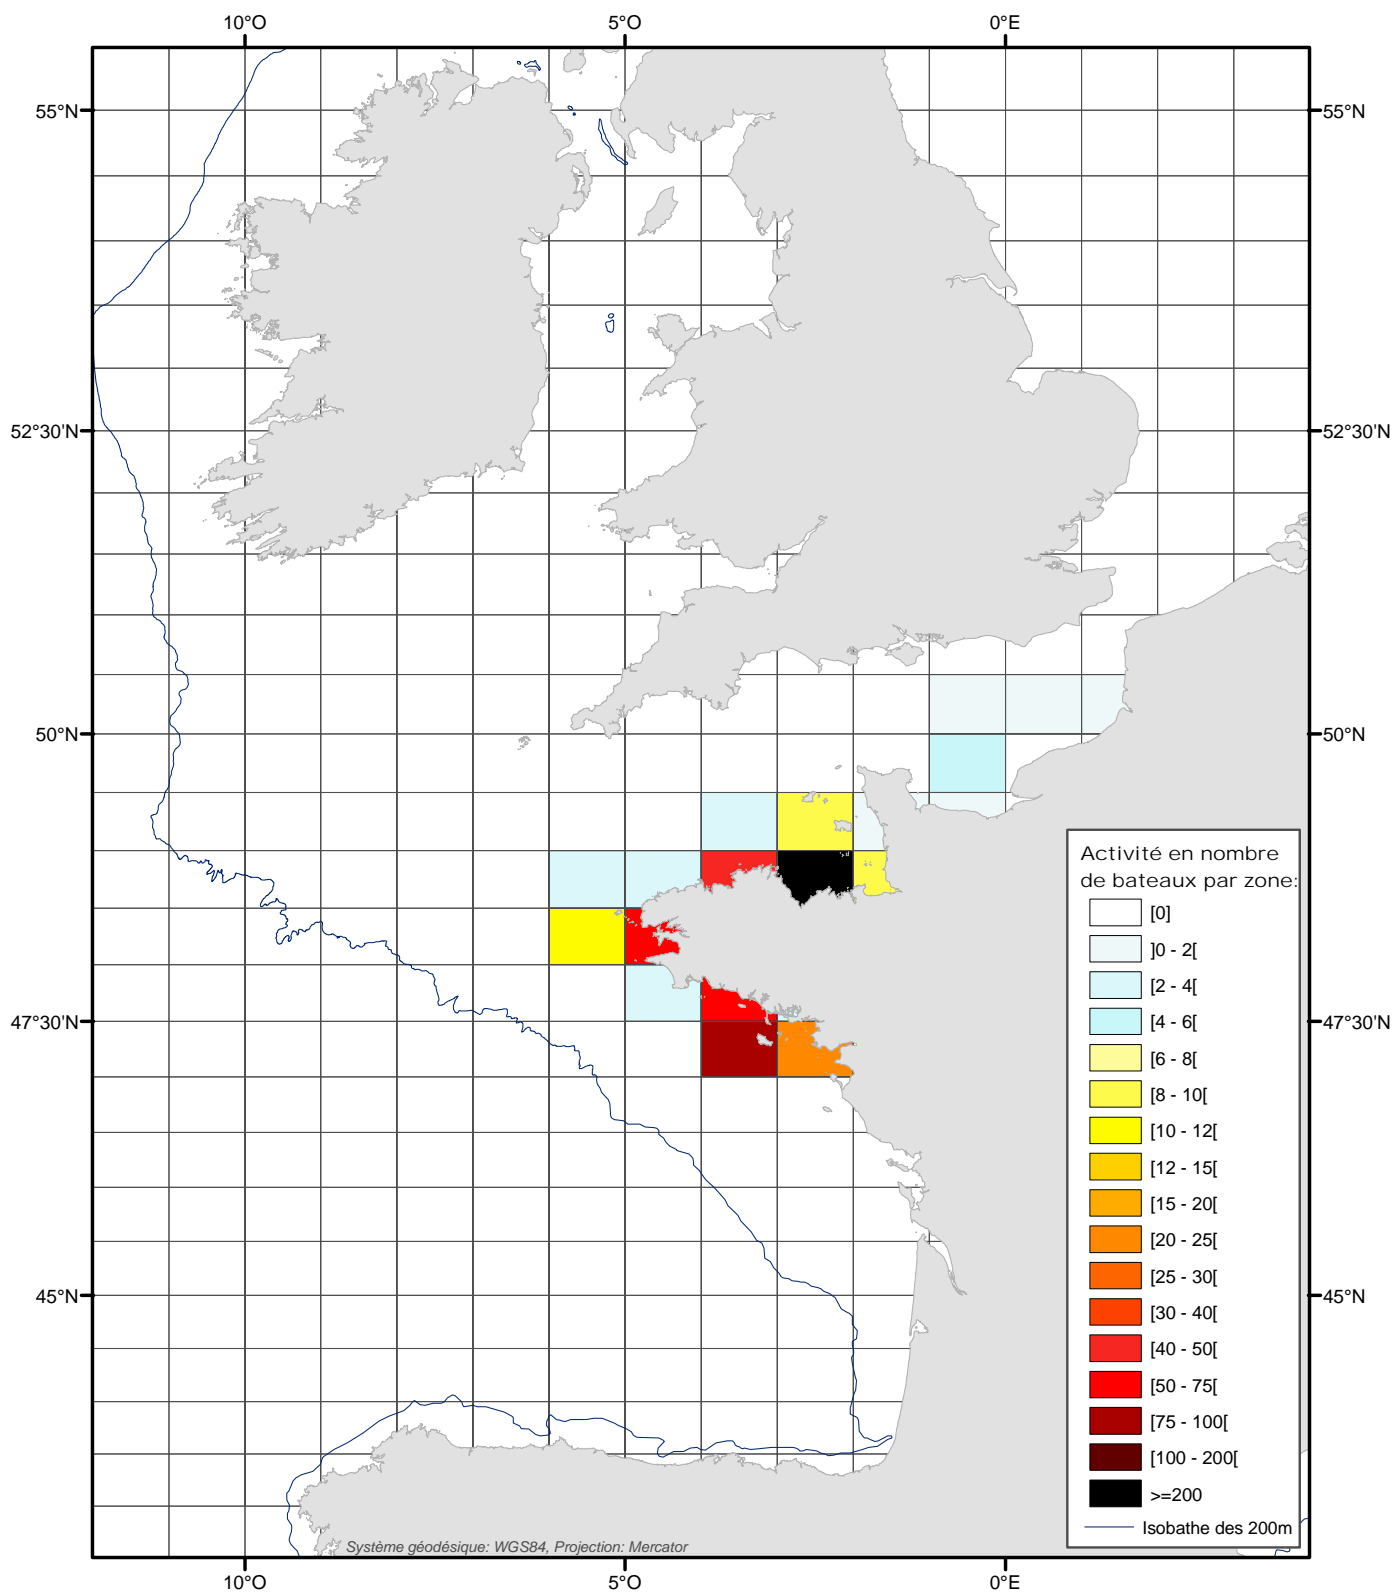 10°O 5°O 0°E
55°N 55°N
52°30'N 52°30'N
50°N 50°N
47°30'N 47°30'N
45°N 45°N
Activité en nombre
de bateaux par zone:
[0]
]0 - 2[
[2 - 4[
[4 - 6[
[6 - 8[
[8 - 10[
[10 - 12[
[12 - 15[
[15 - 20[
[20 - 25[
[25 - 30[
[30 - 40[
[40 - 50[
[50 - 75[
[75 - 100[
[100 - 200[
>=200
Isobathe des 200m
Système géodésique: WGS84, Projection: Mercator
10°O 5°O 0°E